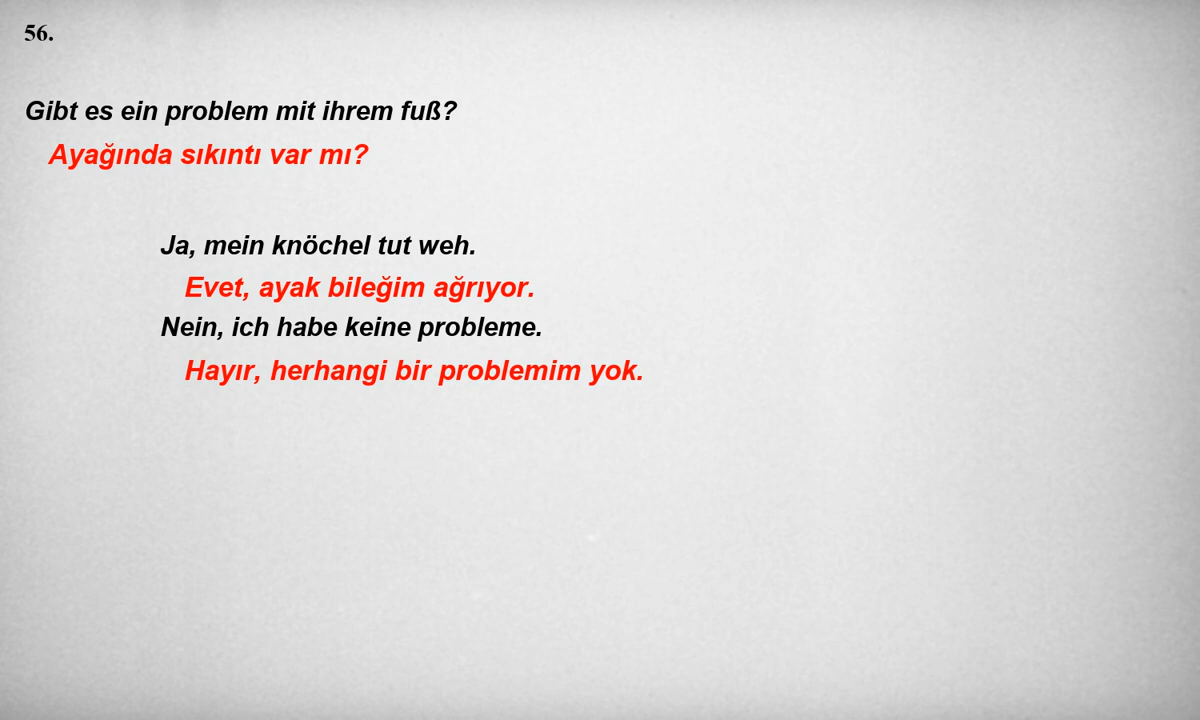 56.
Gibt es ein problem mit ihrem fuß?
Ayağında sıkıntı var mı?
Ja, mein knöchel tut weh.
Evet, ayak bileğim ağrıyor.
Nein, ich habe keine probleme.
Hayır, herhangi bir problemim yok.